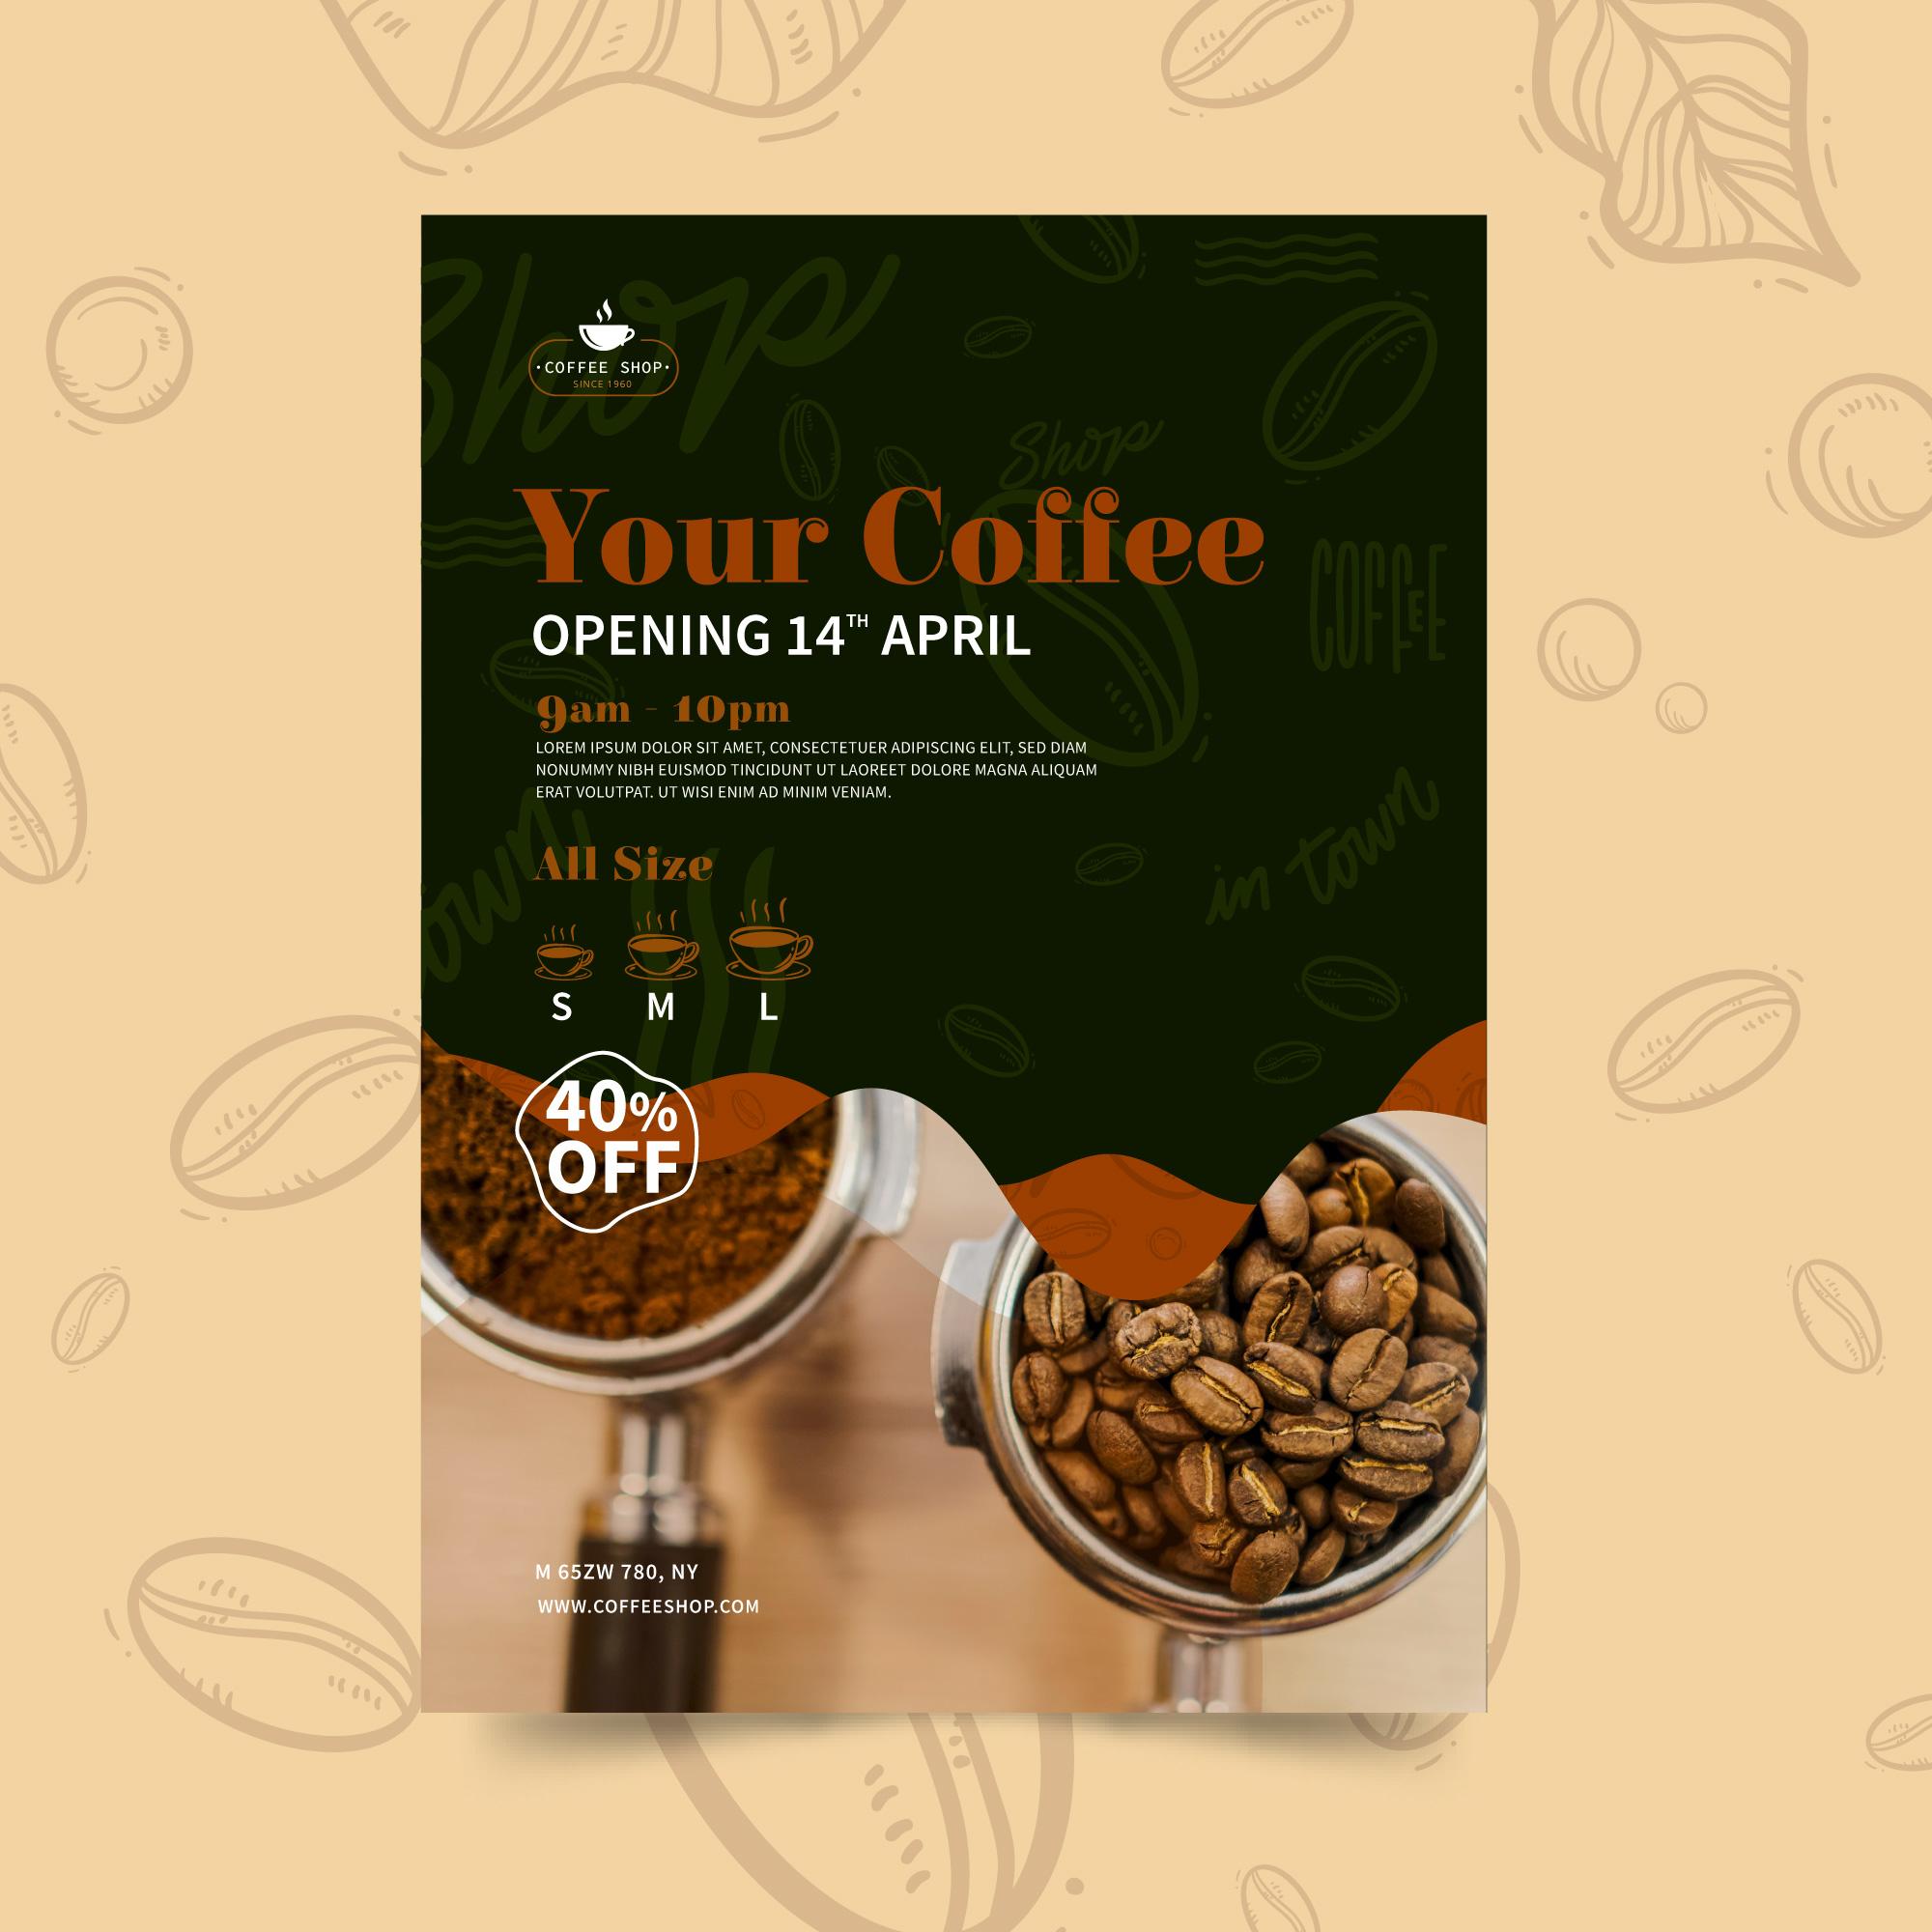 Shop
COFFEE SHOP
SINCE 1960
Shop
Your Coffee
COFFEE
OPENING 14TH APRIL
9am - 10pm
LOREM IPSUM DOLOR SIT AMET, CONSECTETUER ADIPISCING ELIT, SED DIAM
NONUMMY NIBH EUISMOD TINCIDUNT UT LAOREET DOLORE MAGNA ALIQUAM
ERAT VOLUTPAT. UT WISI ENIM AD MINIM VENIAM.
in town
own
All Size
S M L
40%
OFF
M 65ZW 780, NY
WWW.COFFEESHOP.COM